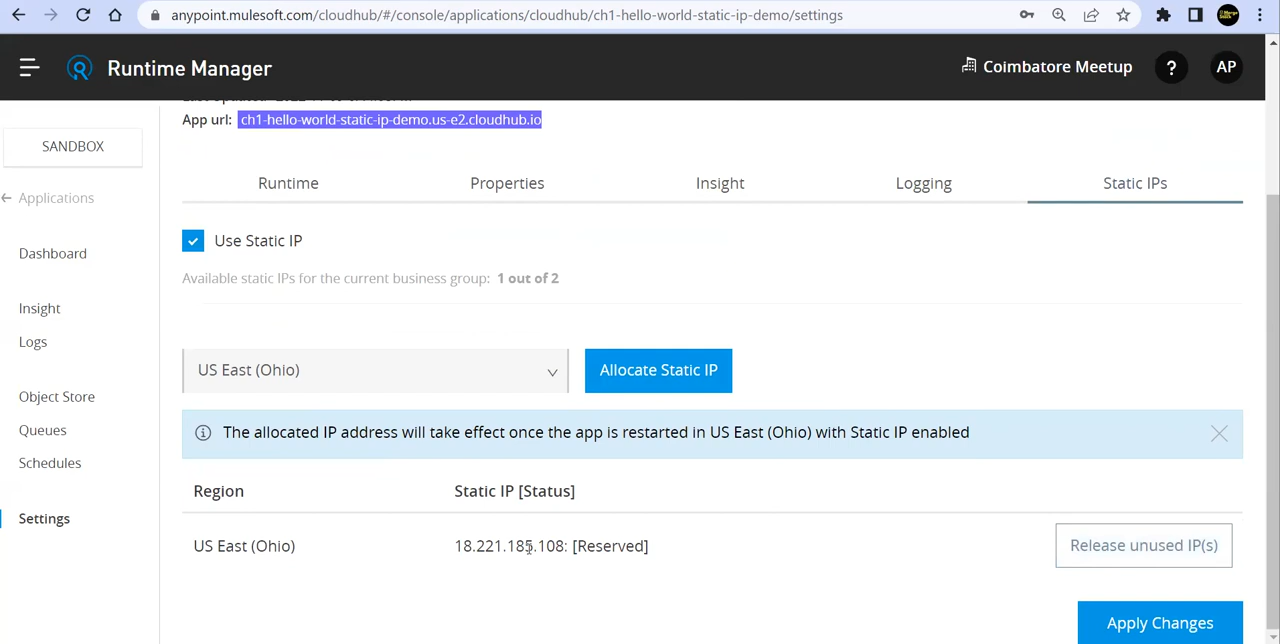 anypoint.mulesoft.com/cloudhub/#/console/applications/cloudhub/ch1-hello-world-static-ip-demo/settings
Runtime Manager
Coimbatore Meetup
?
AP
App url: ch1-hello-world-static-ip-demo.us-e2.cloudhub.io
SANDBOX
Runtime
Properties
Insight
Logging
Static IPs
Applications
Use Static IP
Dashboard
Available static IPs for the current business group: 1 out of 2
Insight
Logs
US East (Ohio)
Allocate Static IP
Object Store
Queues
The allocated IP address will take effect once the app is restarted in US East (Ohio) with Static IP enabled
Schedules
Region
Static IP [Status]
Settings
US East (Ohio)
18.221.185.108: [Reserved]
Release unused IP(s)
Apply Changes